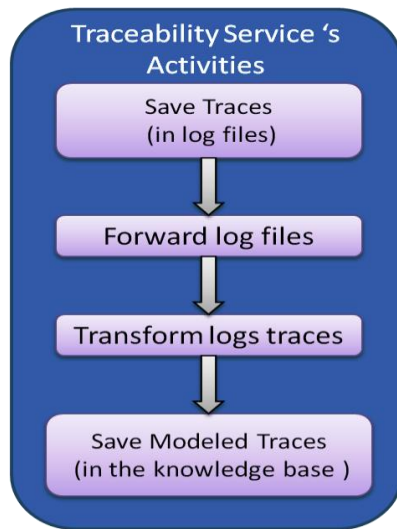 Traceability Service ‘s
Activities
Save Traces
(in log files)
Forward log files
Transform logs traces
Save Modeled Traces
(in the knowledge base )